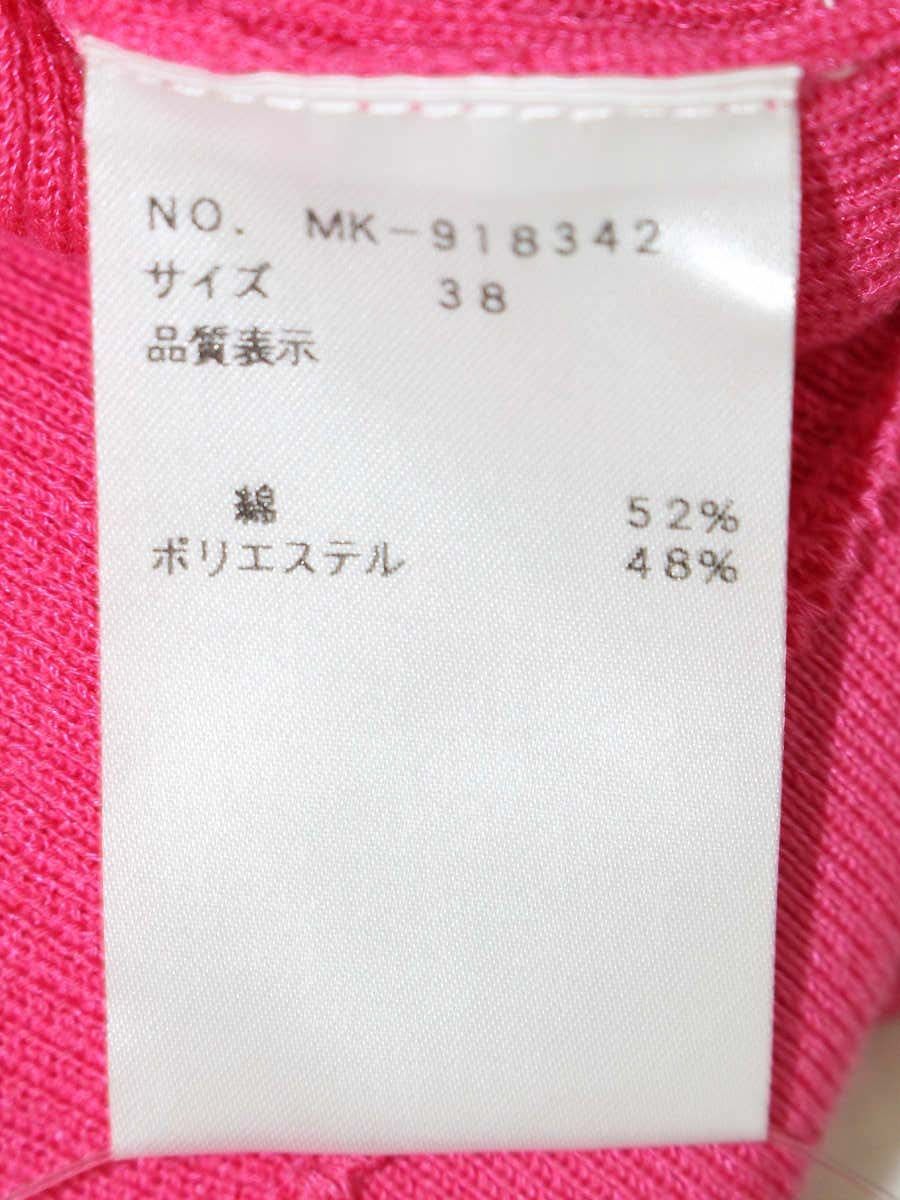 NO. MK-918342
サイズ 38
品質表示
綿 52%
ポリエステル 48%